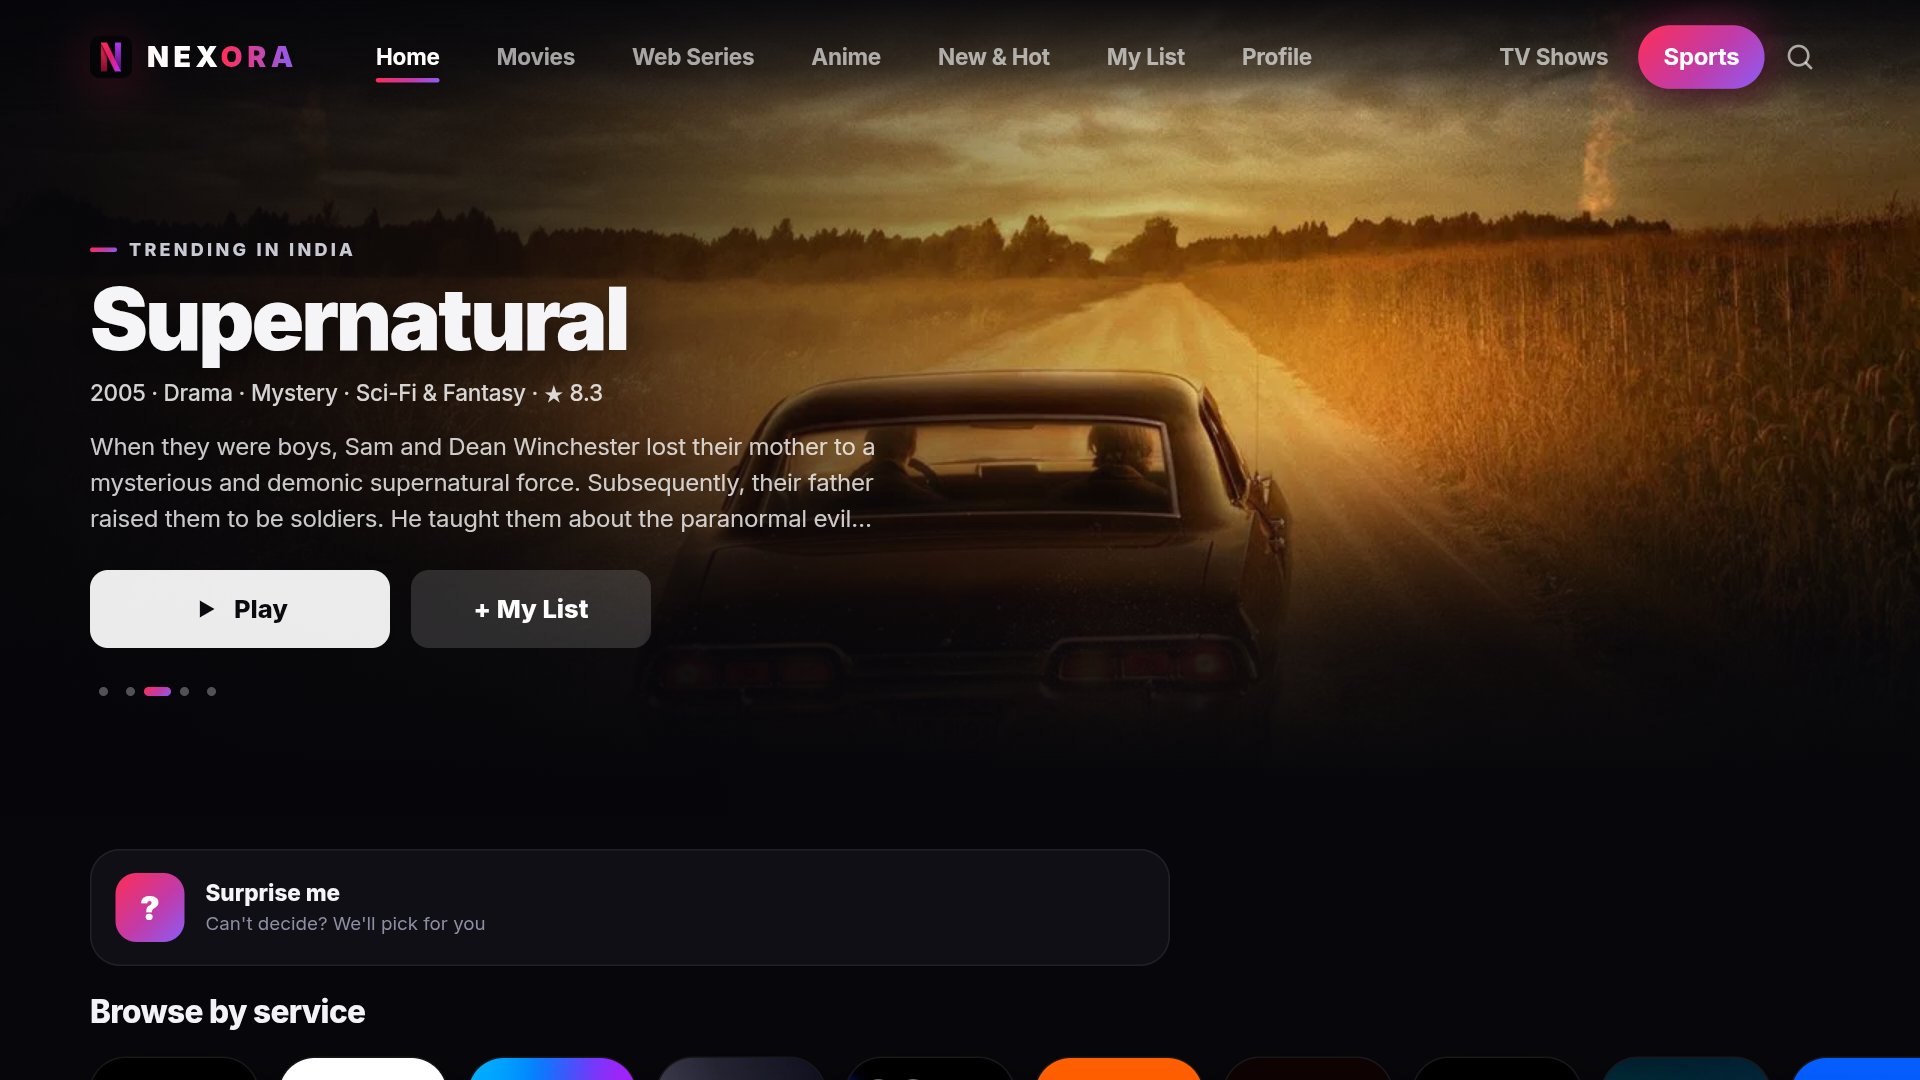 NEXORA
Home
Movies
Web Series
Anime
New & Hot
My List
Profile
TV Shows
Sports
TRENDING IN INDIA
Supernatural
2005 · Drama · Mystery · Sci-Fi & Fantasy · ★ 8.3
When they were boys, Sam and Dean Winchester lost their mother to a
mysterious and demonic supernatural force. Subsequently, their father
raised them to be soldiers. He taught them about the paranormal evil...
Play
+ My List
?
Surprise me
Can't decide? We'll pick for you
Browse by service